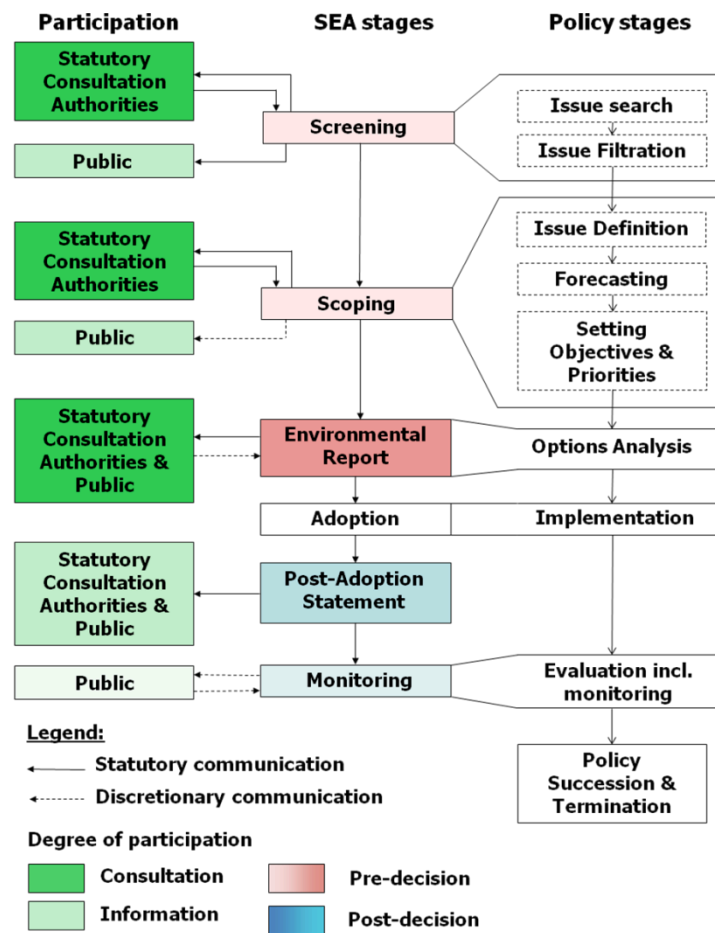 Participation
SEA stages
Policy stages
Statutory
Consultation
Authorities
Screening
Issue search
Issue Filtration
Public
Statutory
Consultation
Authorities
Scoping
Issue Definition
Forecasting
Setting
Objectives &
Priorities
Public
Statutory
Consultation
Authorities &
Public
Environmental
Report
Options Analysis
Adoption
Implementation
Statutory
Consultation
Authorities &
Public
Post-Adoption
Statement
Public
Monitoring
Evaluation incl.
monitoring
Policy
Succession &
Termination
Legend:
Statutory communication
Discretionary communication
Degree of participation
Consultation
Information
Pre-decision
Post-decision